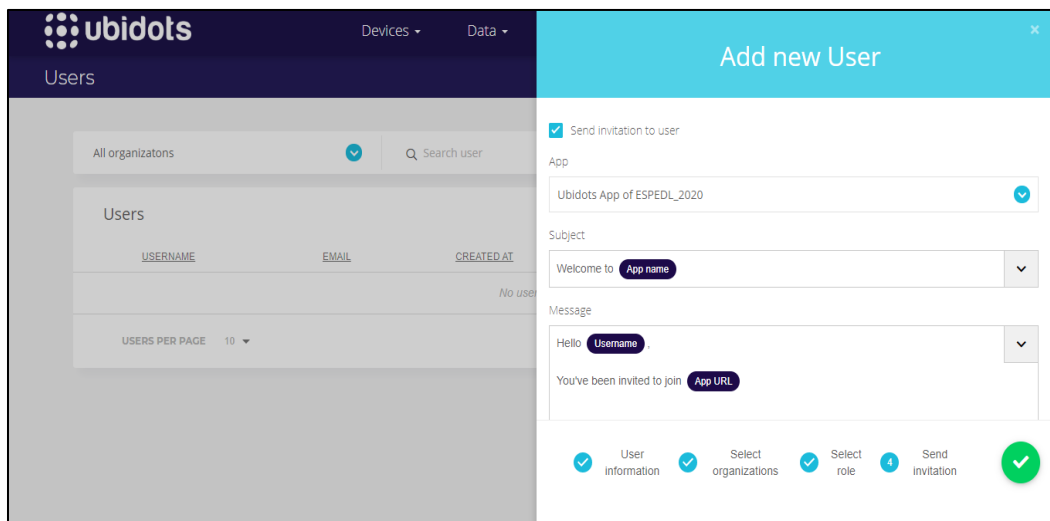 ubidots
Devices
Data
Users
All organizatons
Search user
Users
USERNAME EMAIL CREATED AT
No user
USERS PER PAGE 10
×
Add new User
Send invitation to user
App
Ubidots App of ESPEDL_2020
Subject
Welcome to App name
Message
Hello Username ,
You've been invited to join App URL
User
information
Select
organizations
Select
role
4
Send
invitation